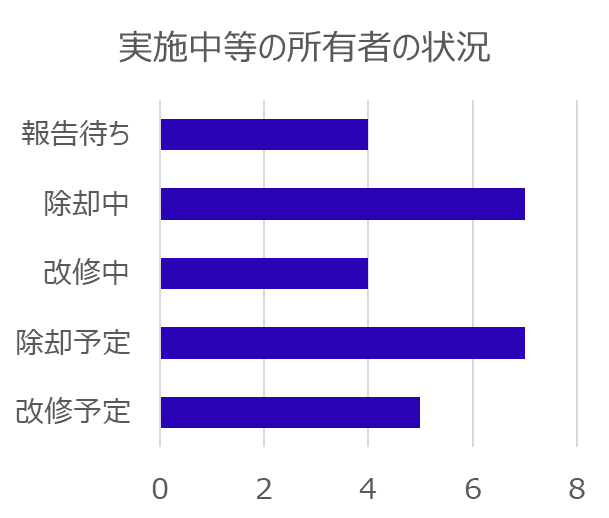 実施中等の所有者の状況
報告待ち
除却中
改修中
除却予定
改修予定
0 2 4 6 8